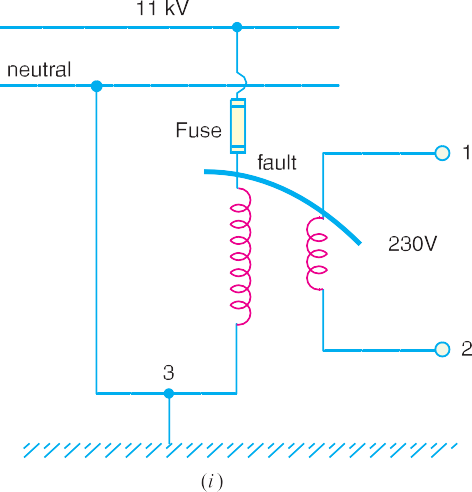 11 kV
neutral
Fuse
fault
1
230V
2
3
(i)